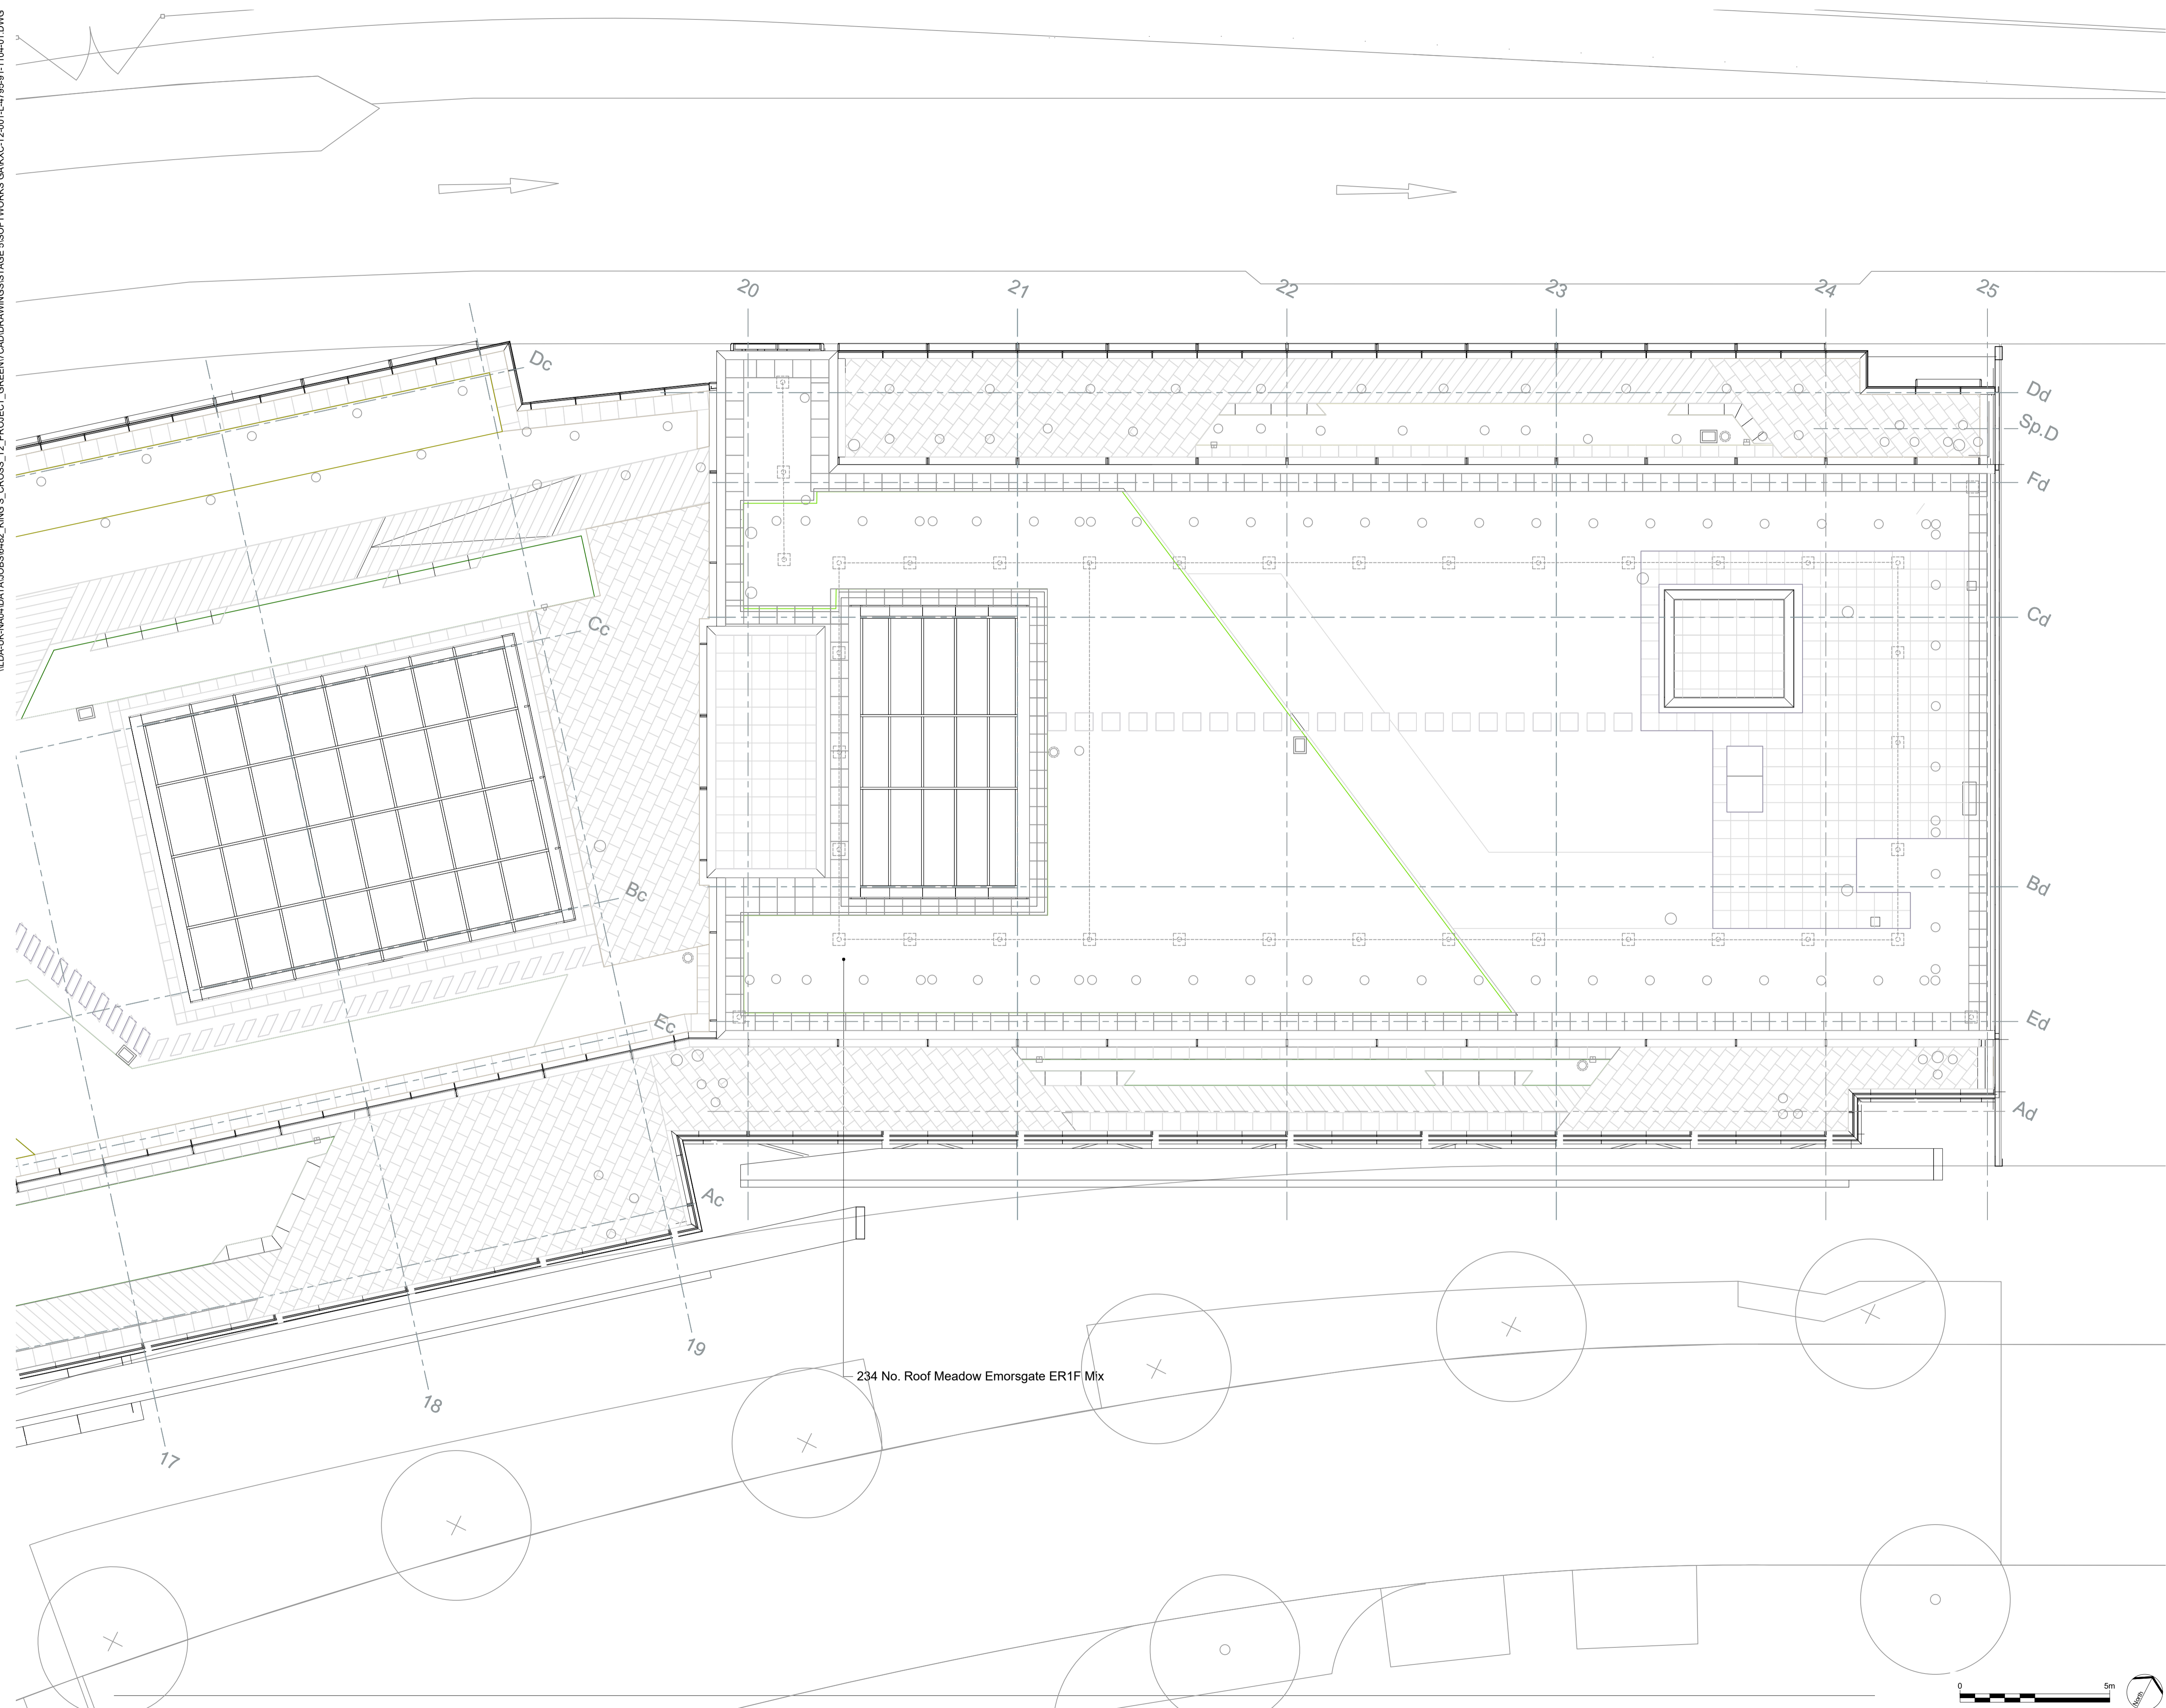 20
21
22
23
24
25
Dc
Dd
Sp.D
Fd
Cc
Cd
Bc
Bd
Ec
Ed
Ad
Ac
19
234 No. Roof Meadow Emorsgate ER1F Mix
18
17
0
5m
North